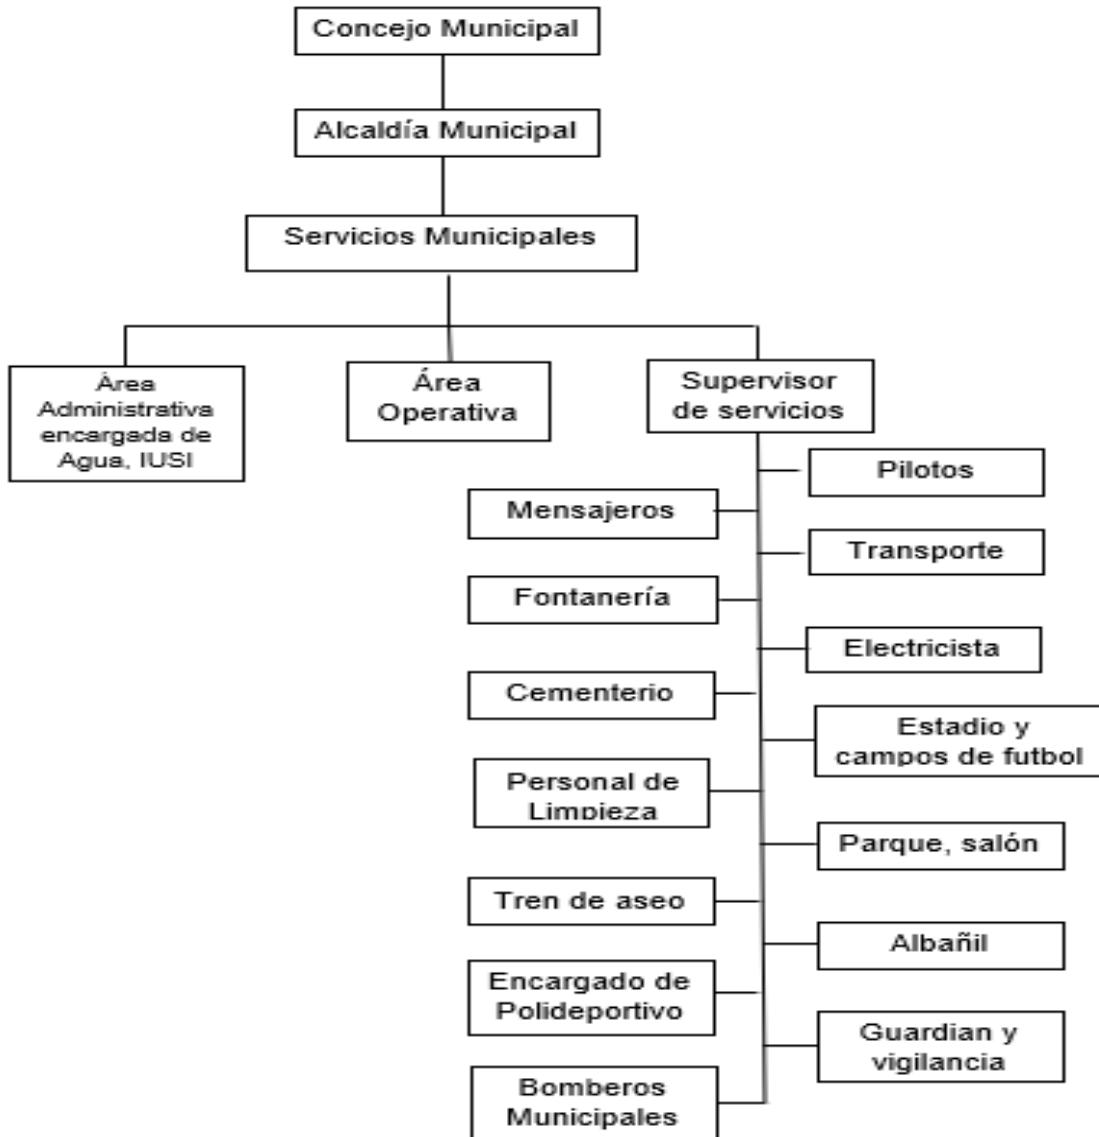 Concejo Municipal
Alcaldía Municipal
Servicios Municipales
Área
Administrativa
encargada de
Agua, IUSI
Área
Operativa
Supervisor
de servicios
Pilotos
Mensajeros
Transporte
Fontanería
Electricista
Cementerio
Estadio y
campos de futbol
Personal de
Limpieza
Parque, salón
Tren de aseo
Albañil
Encargado de
Polideportivo
Guardian y
vigilancia
Bomberos
Municipales